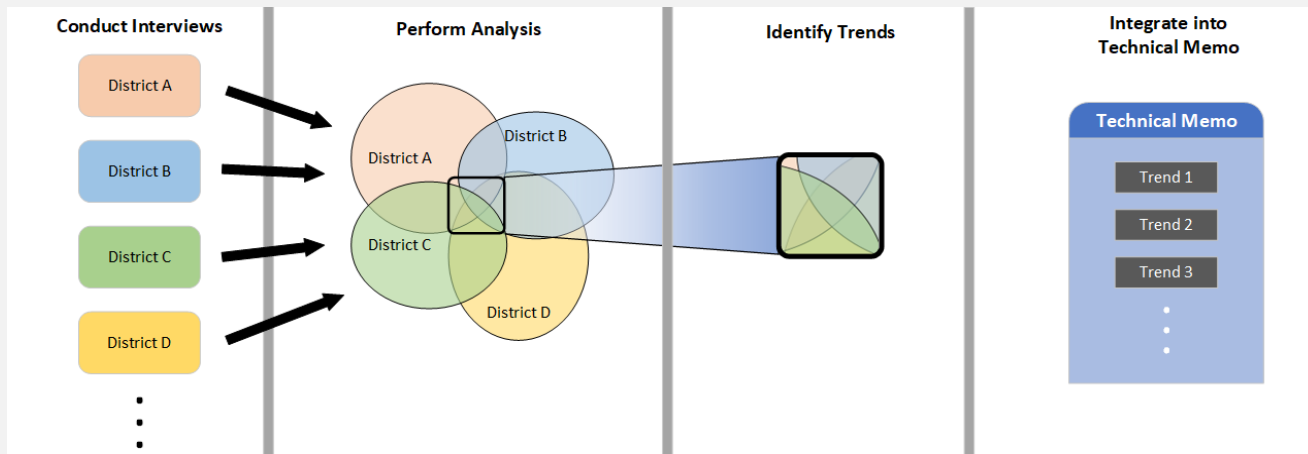 Conduct Interviews
District A
District B
District C
District D
Perform Analysis
District A
District B
District C
District D
Identify Trends
Integrate into
Technical Memo
Technical Memo
Trend 1
Trend 2
Trend 3